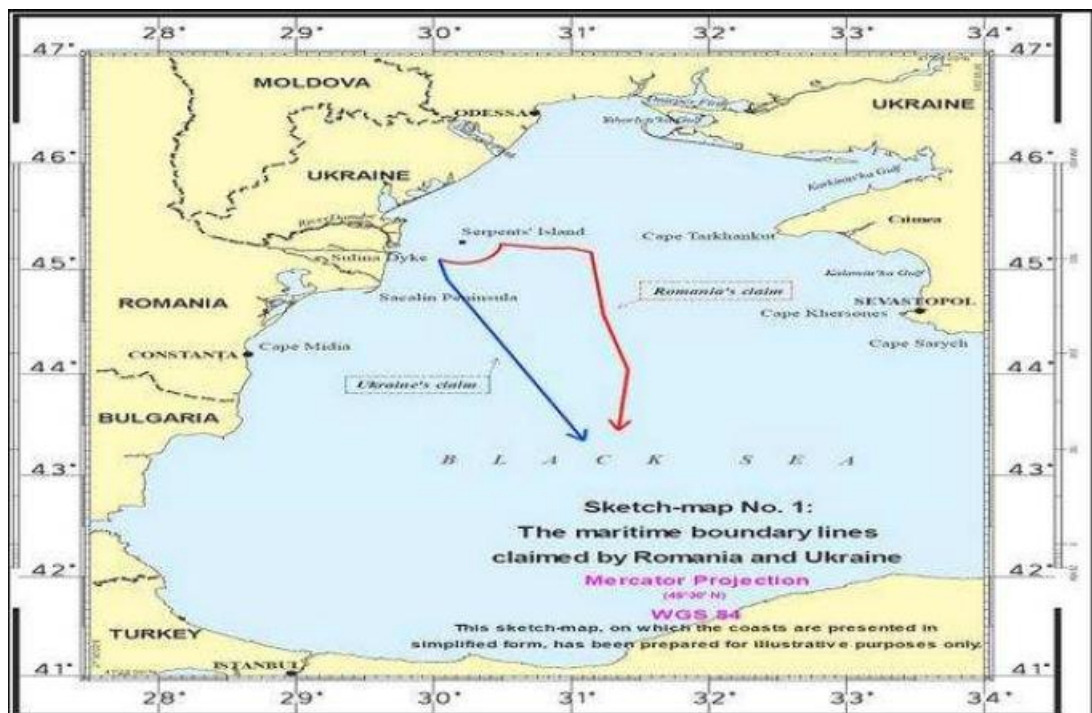 28° 29° 30° 31° 32° 33° 34°
47° 47°
MOLDOVA
ODESSA
UKRAINE
46° 46°
UKRAINE
Karkinits'ka Gulf
Serpents' Island
Crimea
Cape Tarkhankut
Sulina Dyke
45° 45°
Sacalin Peninsula
Romania's claim
Kalamits'ka Gulf
ROMANIA
SEVASTOPOL
Cape Khersones
CONSTANTA
Cape Midia
Cape Sarych
44° 44°
Ukraine's claim
BULGARIA
43° 43°
BLACK SEA
Sketch-map No. 1:
The maritime boundary lines
claimed by Romania and Ukraine
42° 42°
Mercator Projection
WGS 84
TURKEY
This sketch-map, on which the coasts are presented in
simplified form, has been prepared for illustrative purposes only.
ISTANBUL
41° 41°
28° 29° 30° 31° 32° 33° 34°